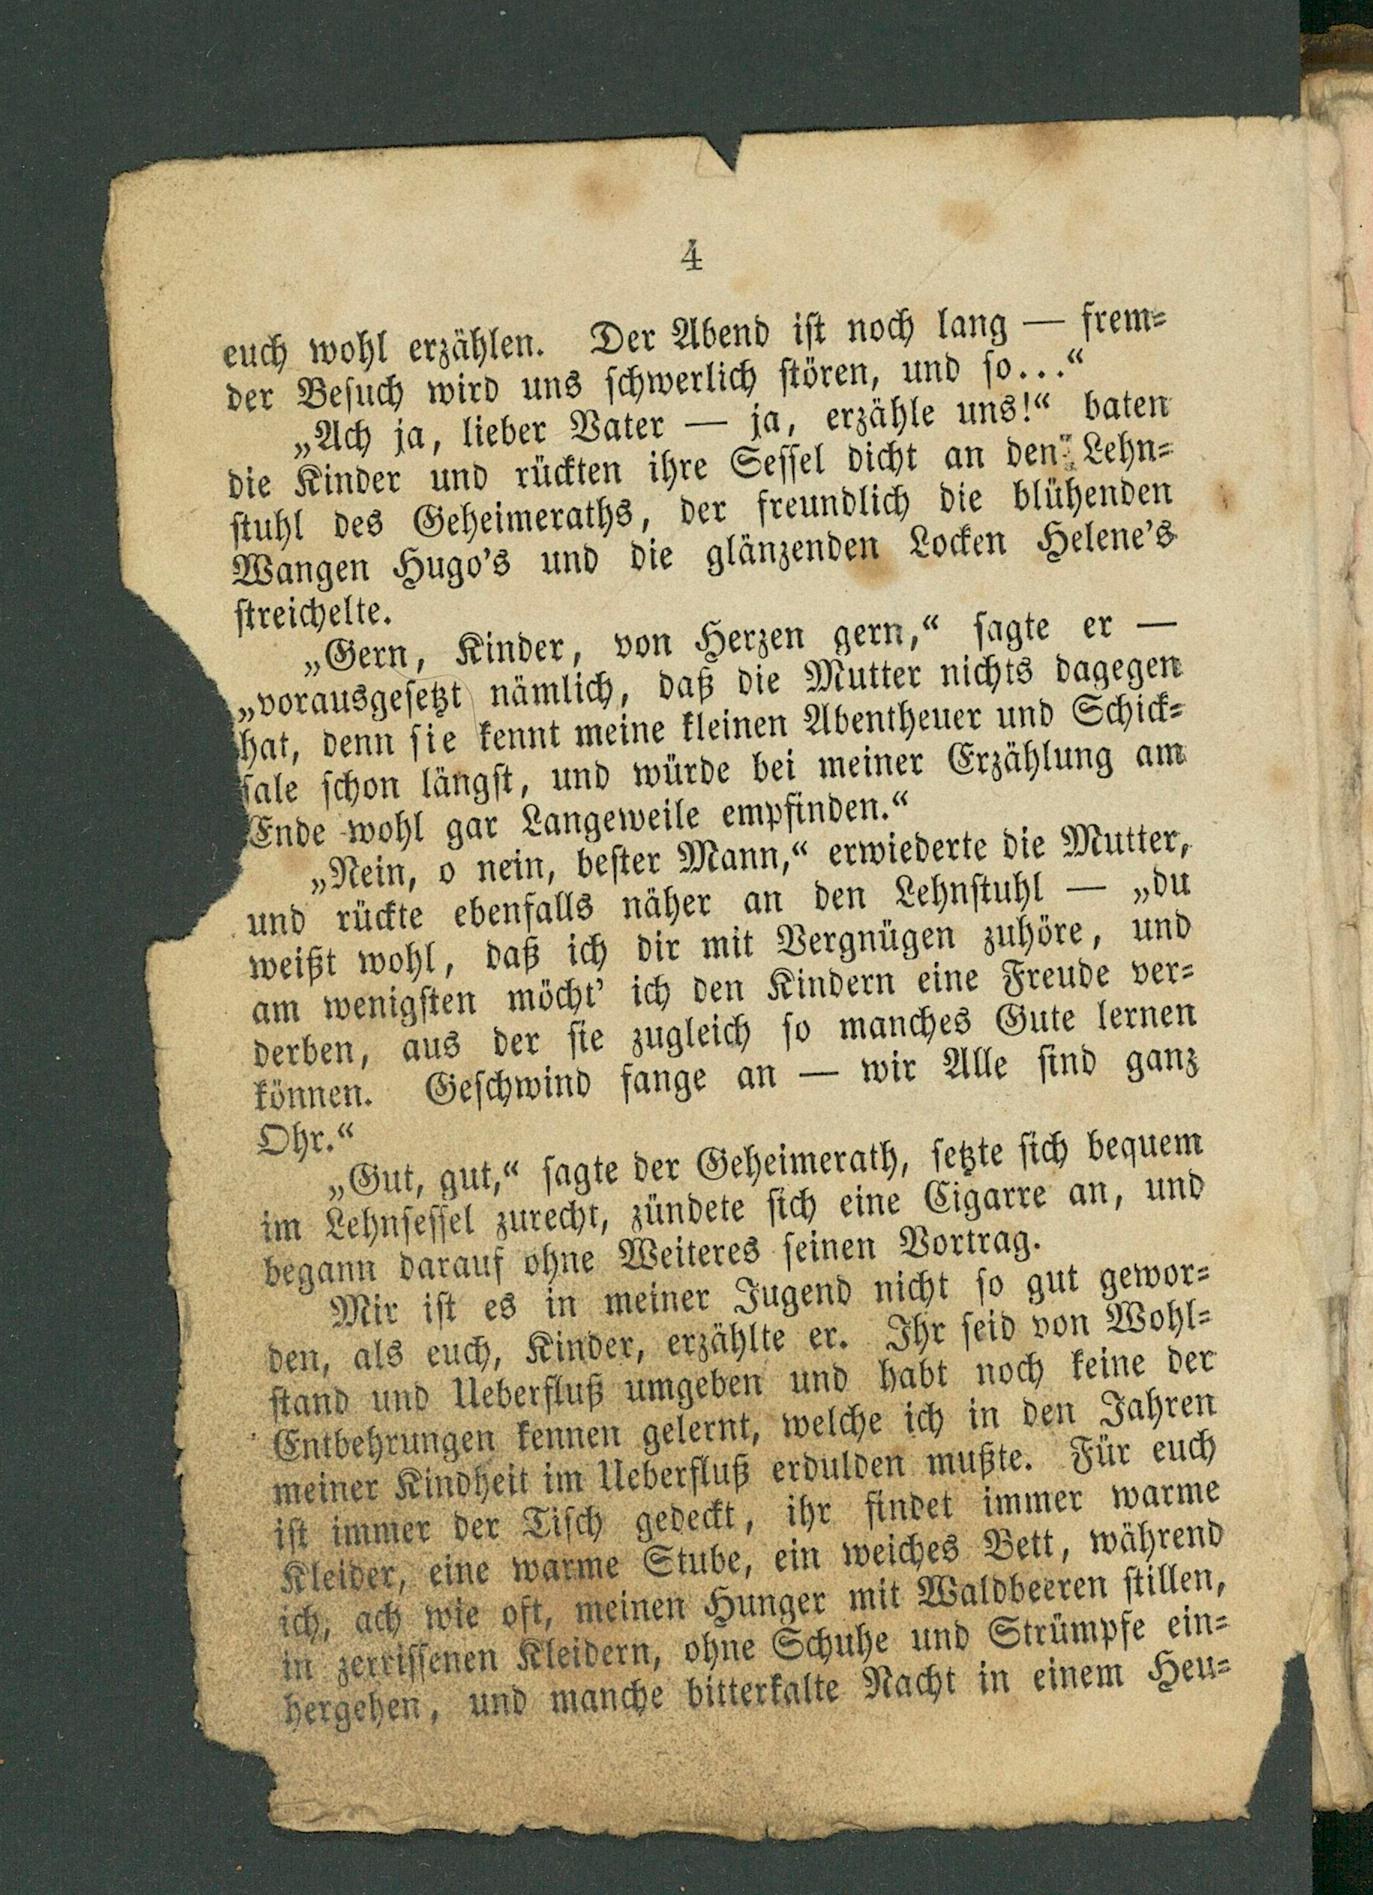 4
euch wohl erzählen. Der Abend ist noch lang — frem=
der Besuch wird uns schwerlich stören, und so...“
„Ach ja, lieber Vater — ja, erzähle uns!“ baten
die Kinder und rückten ihre Sessel dicht an den Lehn=
stuhl des Geheimeraths, der freundlich die blühenden
Wangen Hugo's und die glänzenden Locken Helene's
streichelte.
„Gern, Kinder, von Herzen gern,“ sagte er —
„vorausgesetzt nämlich, daß die Mutter nichts dagegen
hat, denn sie kennt meine kleinen Abentheuer und Schick=
sale schon längst, und würde bei meiner Erzählung am
Ende wohl gar Langeweile empfinden.“
„Nein, o nein, bester Mann,“ erwiederte die Mutter,
und rückte ebenfalls näher an den Lehnstuhl — „du
weißt wohl, daß ich dir mit Vergnügen zuhöre, und
am wenigsten möcht' ich den Kindern eine Freude ver=
derben, aus der sie zugleich so manches Gute lernen
können. Geschwind fange an — wir Alle sind ganz
Ohr.“
„Gut, gut,“ sagte der Geheimerath, setzte sich bequem
im Lehnsessel zurecht, zündete sich eine Cigarre an, und
begann darauf ohne Weiteres seinen Vortrag.
Mir ist es in meiner Jugend nicht so gut gewor=
den, als euch, Kinder, erzählte er. Ihr seid von Wohl=
stand und Ueberfluß umgeben und habt noch keine der
Entbehrungen kennen gelernt, welche ich in den Jahren
meiner Kindheit im Ueberfluß erdulden mußte. Für euch
ist immer der Tisch gedeckt, ihr findet immer warme
Kleider, eine warme Stube, ein weiches Bett, während
ich, ach wie oft, meinen Hunger mit Waldbeeren stillen,
in zerrissenen Kleidern, ohne Schuhe und Strümpfe ein=
hergehen, und manche bitterkalte Nacht in einem Heu=